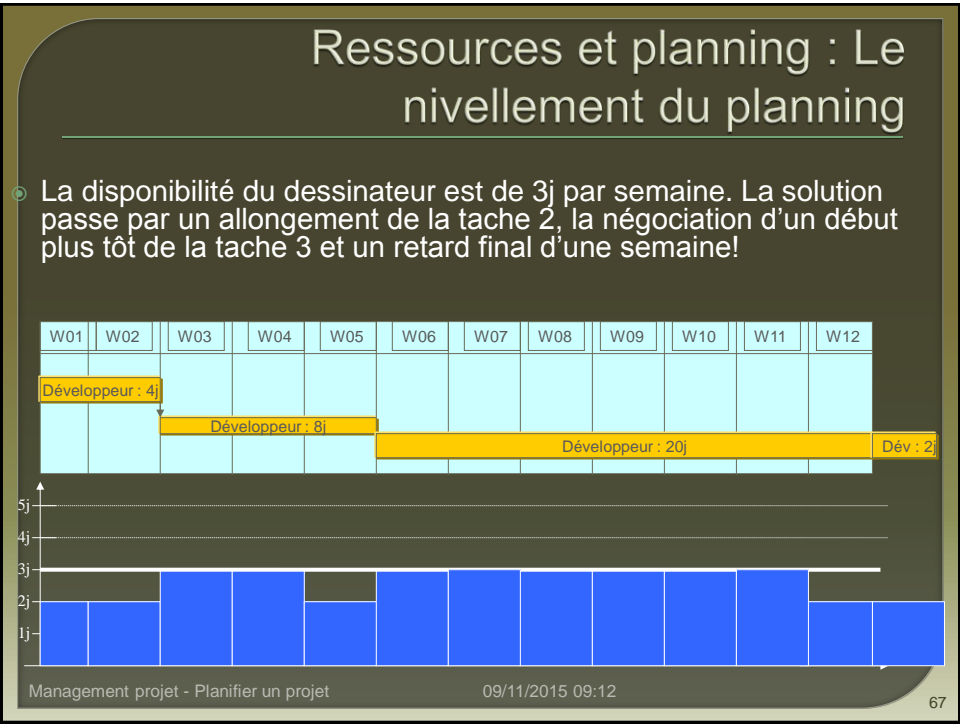 Ressources et planning : Le
nivellement du planning
La disponibilité du dessinateur est de 3j par semaine. La solution
passe par un allongement de la tache 2, la négociation d'un début
plus tôt de la tache 3 et un retard final d'une semaine!
W01 W02 W03 W04 W05 W06 W07 W08 W09 W10 W11 W12
Développeur : 4j
Développeur : 8j
Développeur : 20j Dév : 2j
5j
4j
3j
2j
1j
Management projet - Planifier un projet 09/11/2015 09:12
67